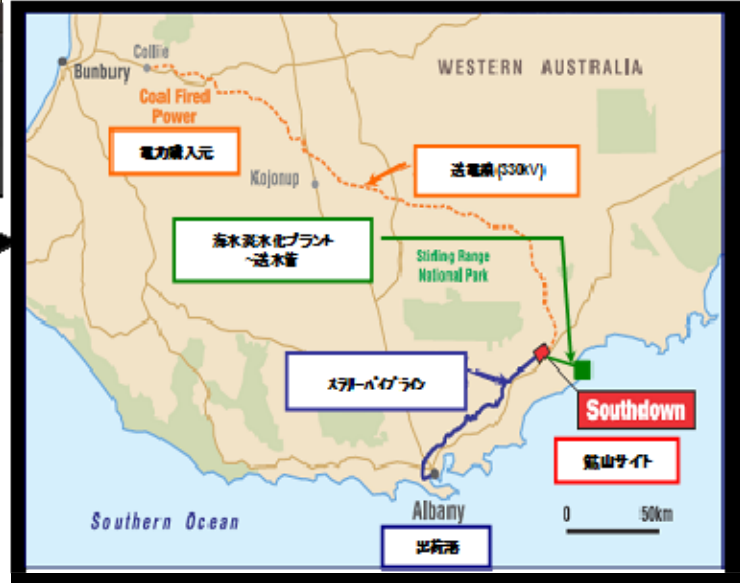 Collie
Bunbury
WESTERN AUSTRALIA
Coal Fired
Power
電力購入元
送電線(330kV)
Kojonup
海水淡水化プラント
~送水管
Stirling Range
National Park
スラリーパイプライン
Southdown
鉱山サイト
Albany
0 50km
Southern Ocean
出荷港